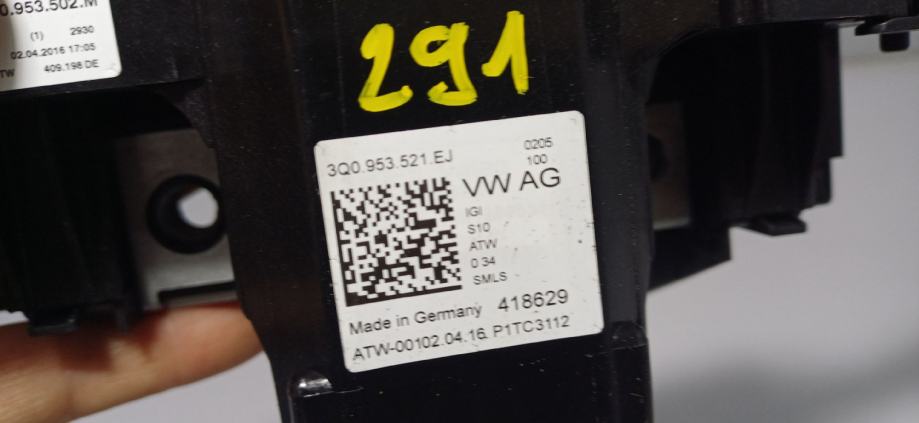 0.953.502.M
(1) 2930
02.04.2016 17:05
TW 409.198 DE
291
3Q0.953.521.EJ
0205
100
VW AG
IGI
S10
ATW
0 34
SMLS
Made in Germany 418629
ATW-00102.04.16. P1TC3112